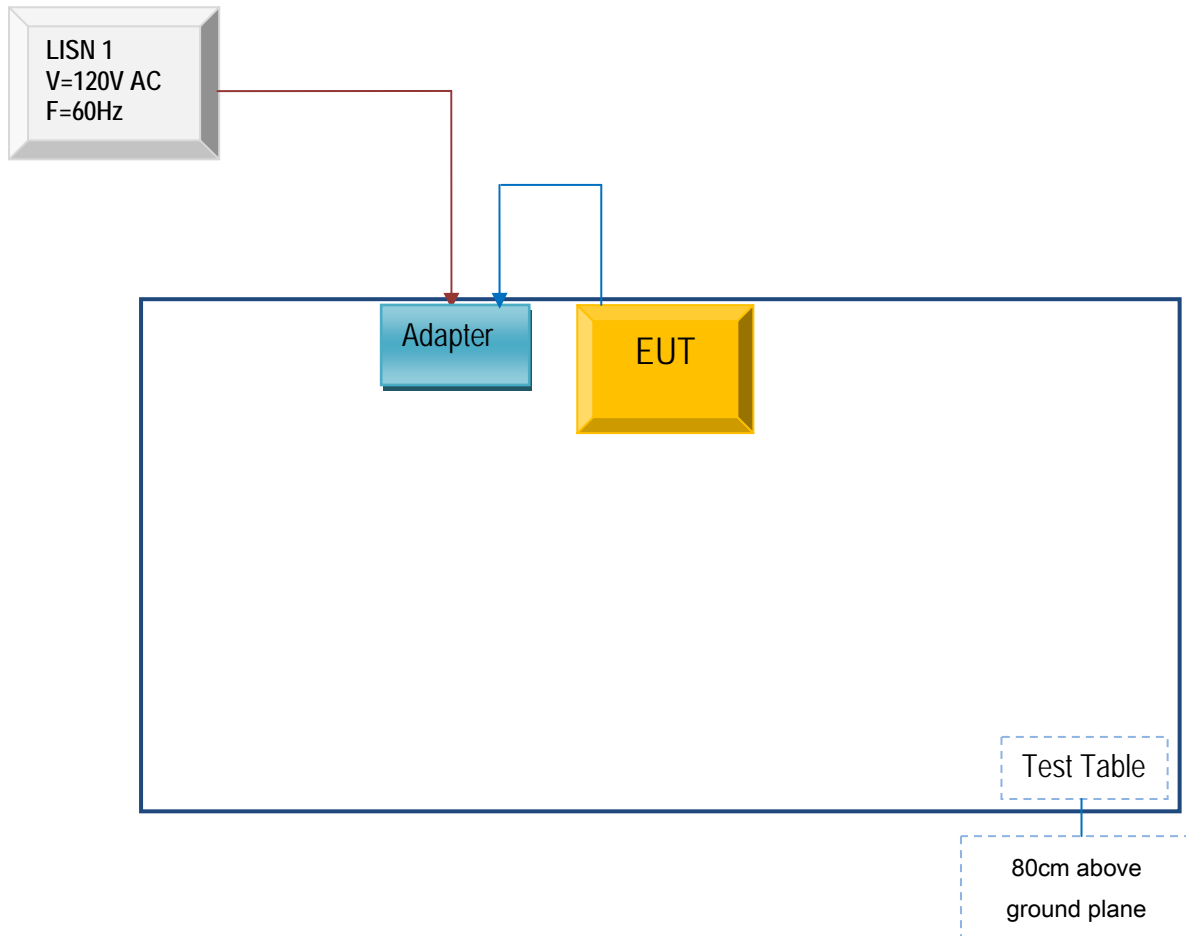 LISN 1
V=120V AC
F=60Hz
Adapter
EUT
Test Table
80cm above
ground plane